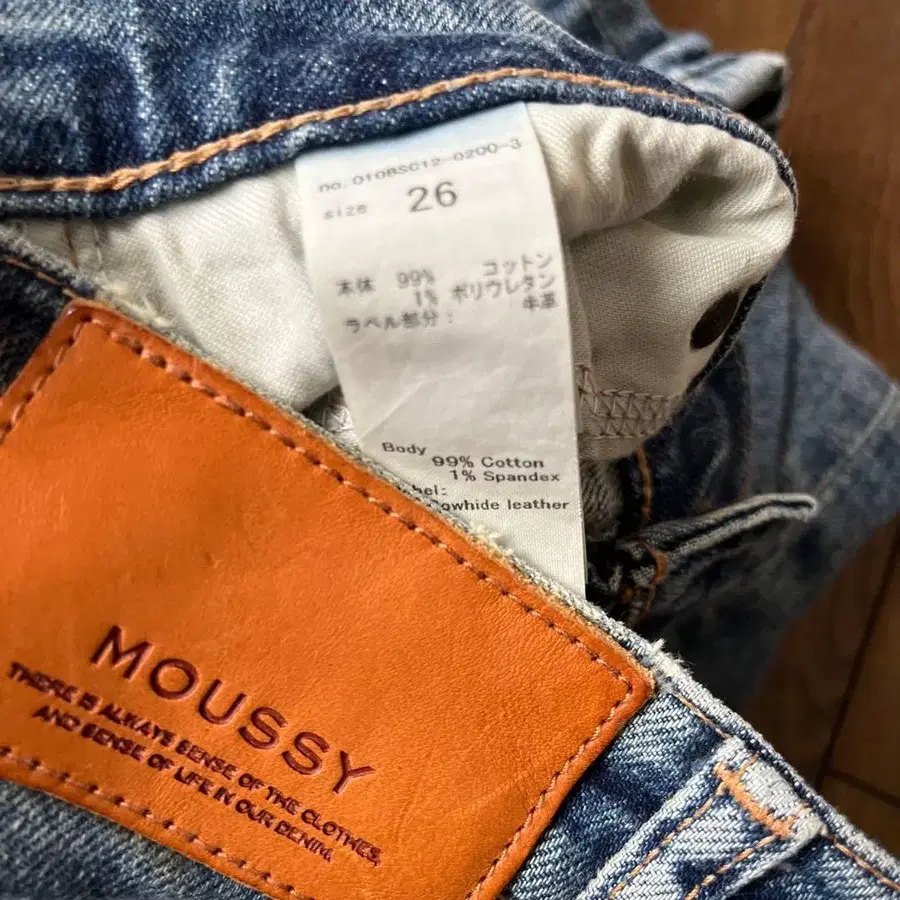 no.010BSC12-0200-3
size 26
本体 99% コットン
1% ポリウレタン
ラベル部分: 牛革
Body
99% Cotton
1% Spandex
leather
MOUSSY
THERE IS ALWAYS SENSE OF THE CLOTHES,
AND SENSE OF LIFE IN OUR DENIM.